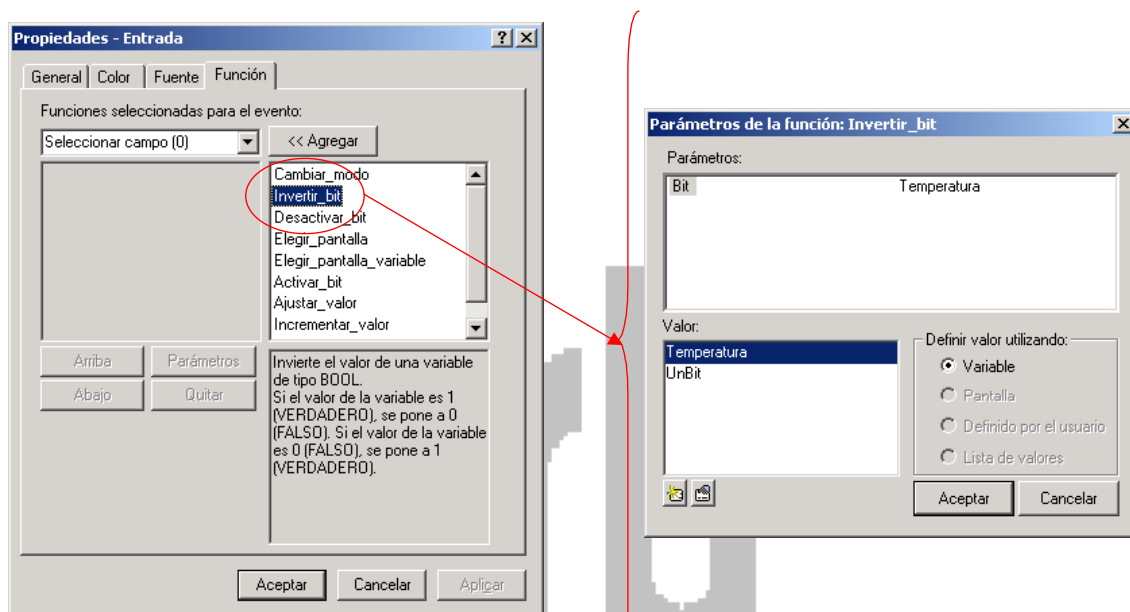 Propiedades - Entrada
General
Color
Fuente
Función
Funciones seleccionadas para el evento:
Seleccionar campo (0)
<< Agregar
Cambiar_modo
Invertir_bit
Desactivar_bit
Elegir_pantalla
Elegir_pantalla_variable
Activar_bit
Ajustar_valor
Incrementar_valor
Arriba
Parámetros
Abajo
Quitar
Invierte el valor de una variable
de tipo BOOL.
Si el valor de la variable es 1
(VERDADERO), se pone a 0
(FALSO). Si el valor de la variable
es 0 (FALSO), se pone a 1
(VERDADERO).
Aceptar
Cancelar
Aplicar
Parámetros de la función: Invertir_bit
Parámetros:
Bit Temperatura
Valor:
Temperatura
UnBit
Definir valor utilizando:
Variable
Pantalla
Definido por el usuario
Lista de valores
Aceptar
Cancelar